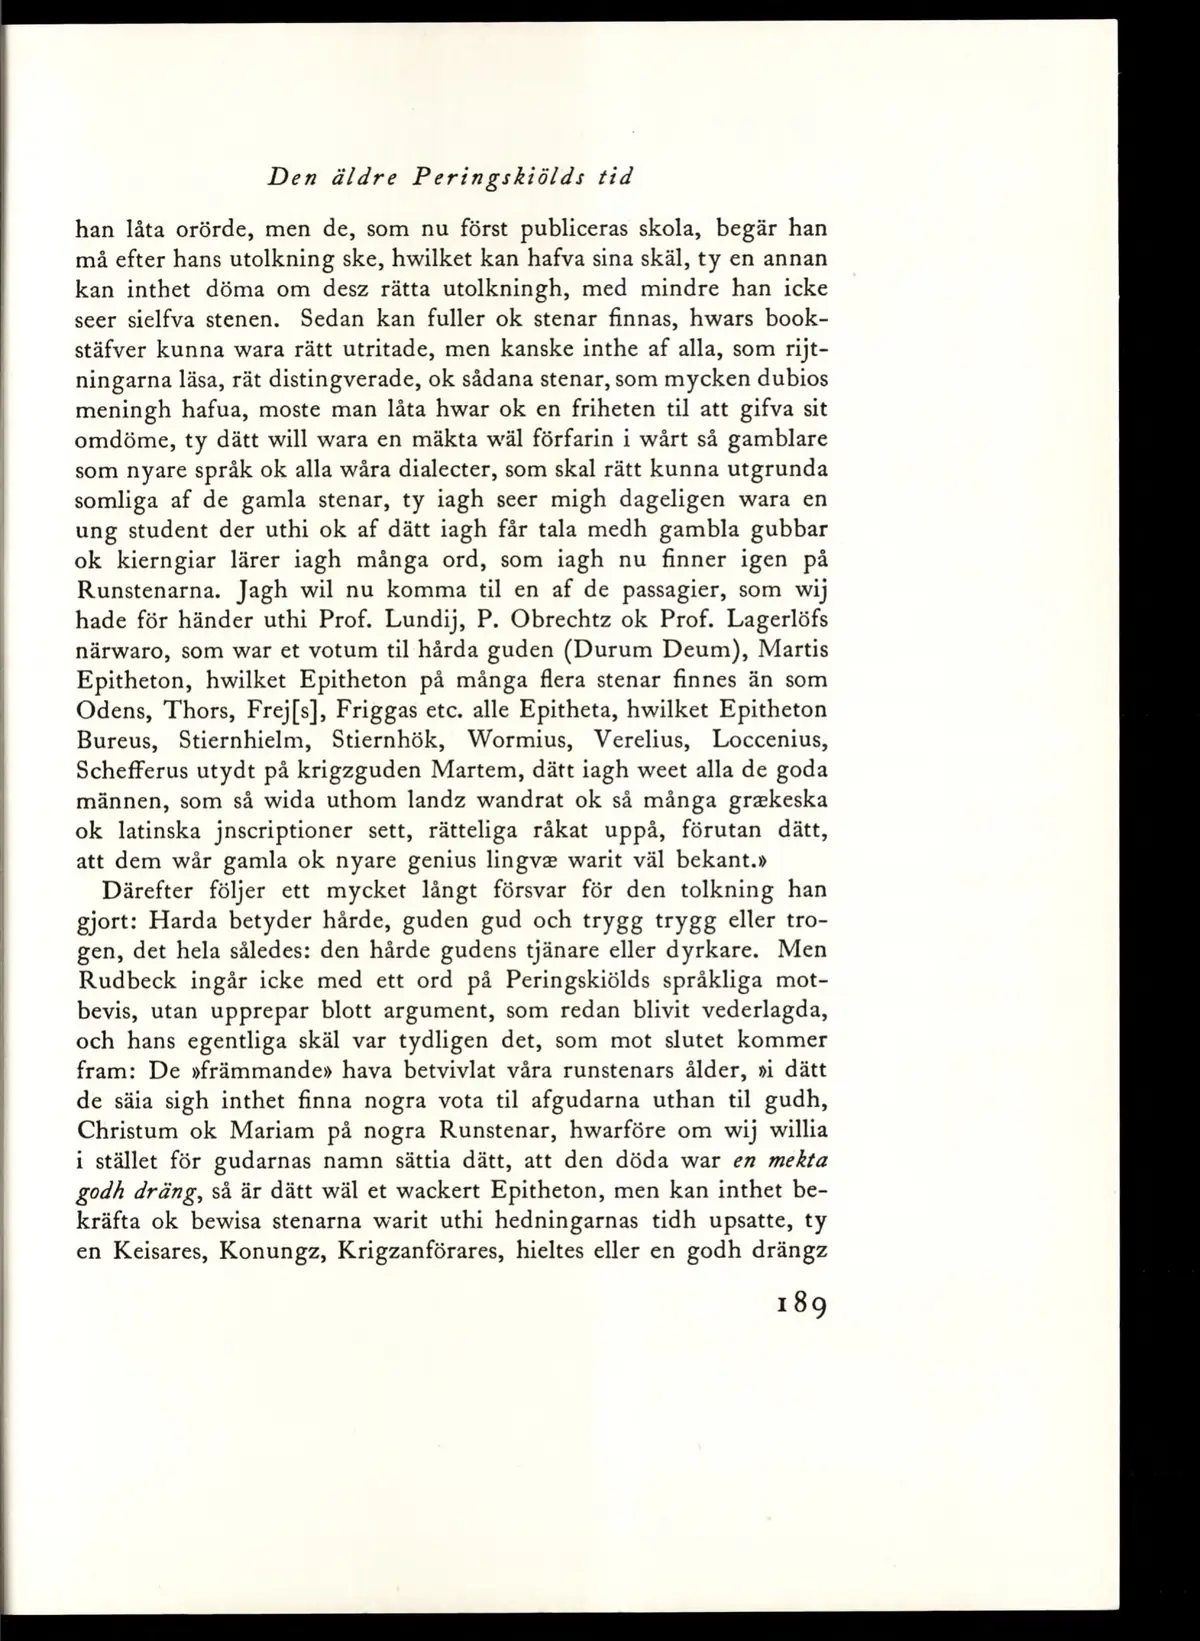 Den äldre Peringskiölds tid
han låta orörde, men de, som nu först publiceras skola, begär han
må efter hans utolkning ske, hwilket kan hafva sina skäl, ty en annan
kan inthet döma om desz rätta utolkningh, med mindre han icke
seer sielfva stenen. Sedan kan fuller ok stenar finnas, hwars book-
stäfver kunna wara rätt utritade, men kanske inthe af alla, som rijt-
ningarna läsa, rät distingverade, ok sådana stenar, som mycken dubios
meningh hafua, moste man låta hwar ok en friheten til att gifva sit
omdöme, ty dätt will wara en mäkta wäl förfarin i wårt så gamblare
som nyare språk ok alla wåra dialecter, som skal rätt kunna utgrunda
somliga af de gamla stenar, ty iagh seer migh dageligen wara en
ung student der uthi ok af dätt iagh får tala medh gambla gubbar
ok kierngiar lärer iagh många ord, som iagh nu finner igen på
Runstenarna. Jagh wil nu komma til en af de passagier, som wij
hade för händer uthi Prof. Lundij, P. Obrechtz ok Prof. Lagerlöfs
närwaro, som war et votum til hårda guden (Durum Deum), Martis
Epitheton, hwilket Epitheton på många flera stenar finnes än som
Odens, Thors, Frej[s], Friggas etc. alle Epitheta, hwilket Epitheton
Bureus, Stiernhielm, Stiernhök, Wormius, Verelius, Loccenius,
Schefferus utydt på krigzguden Martem, dätt iagh weet alla de goda
männen, som så wida uthom landz wandrat ok så många grækeska
ok latinska jnscriptioner sett, rätteliga råkat uppå, förutan dätt,
att dem wår gamla ok nyare genius lingvæ warit väl bekant.»
Därefter följer ett mycket långt försvar för den tolkning han
gjort: Harda betyder hårde, guden gud och trygg trygg eller tro-
gen, det hela således: den hårde gudens tjänare eller dyrkare. Men
Rudbeck ingår icke med ett ord på Peringskiölds språkliga mot-
bevis, utan upprepar blott argument, som redan blivit vederlagda,
och hans egentliga skäl var tydligen det, som mot slutet kommer
fram: De »främmande» hava betvivlat våra runstenars ålder, »i dätt
de säia sigh inthet finna nogra vota til afgudarna uthan til gudh,
Christum ok Mariam på nogra Runstenar, hwarföre om wij willia
i stället för gudarnas namn sättia dätt, att den döda war en mekta
godh dräng, så är dätt wäl et wackert Epitheton, men kan inthet be-
kräfta ok bewisa stenarna warit uthi hedningarnas tidh upsatte, ty
en Keisares, Konungz, Krigzanförares, hieltes eller en godh drängz
189